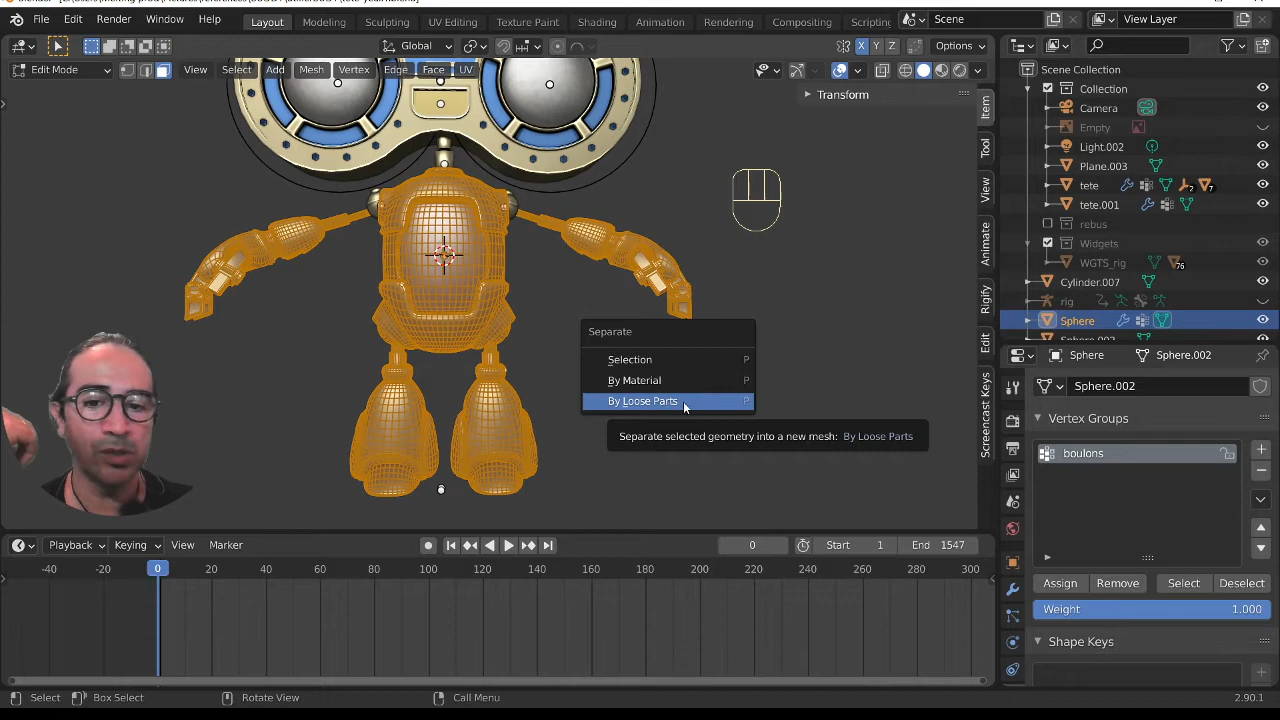 File Edit Render Window Help Layout Modeling Sculpting UV Editing Texture Paint Shading Animation Rendering Compositing Scripting Scene View Layer
Global X Y Z Options
Edit Mode View Select Add Mesh Vertex Edge Face UV
Scene Collection
Transform
Collection
Item
Camera
Empty
Tool
Light.002
Plane.003
View
tete 2 7
tete.001
rebus
Animate
Widgets
WGTS_rig 76
Cylinder.007
Rigify
rig
Sphere
Separate
Edit
Selection P
Sphere Sphere.002
By Material P
Sphere.002
By Loose Parts P
Screencast Keys
Vertex Groups
Separate selected geometry into a new mesh: By Loose Parts
boulons
Playback Keying View Marker 0 Start 1 End 1547
-40 -20 0 20 40 60 80 100 120 140 160 180 200 220 240 260 280 300
Assign Remove Select Deselect
Weight 1.000
Shape Keys
Select Box Select Rotate View Call Menu 2.90.1